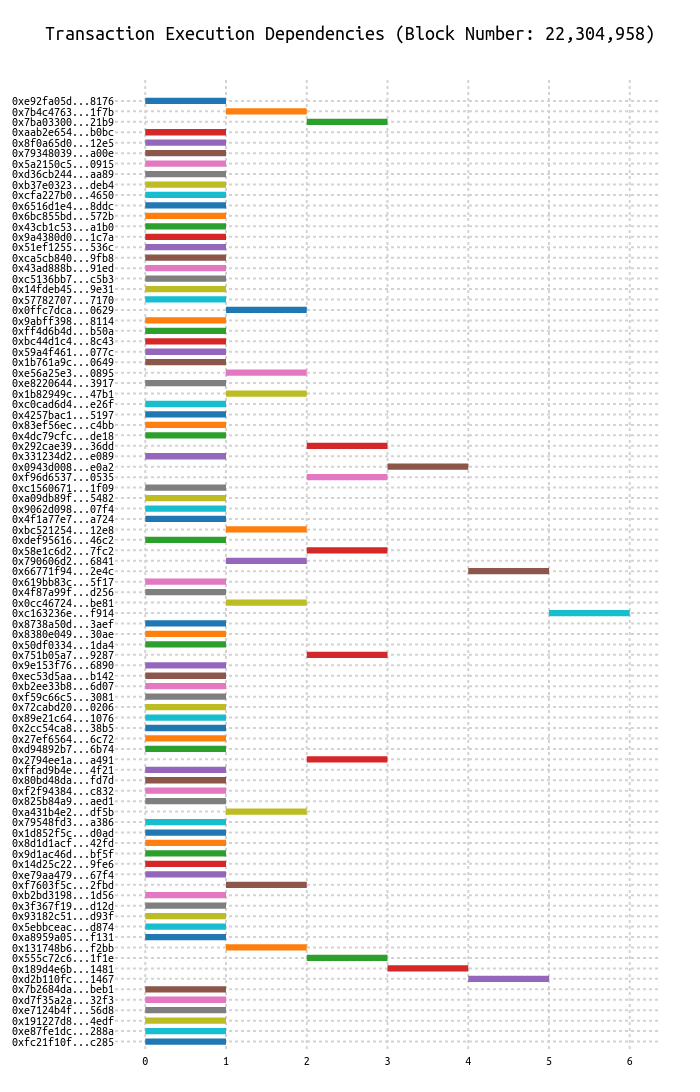 Transaction Execution Dependencies (Block Number: 22,304,958)
0xe92fa05d...8176
0x7b4c4763...1f7b
0x7ba03300...21b9
0xaab2e654...b0bc
0x8f0a65d0...12e5
0x79348039...a00e
0x5a2150c5...0915
0xd36cb244...aa89
0xb37e0323...deb4
0xcfa227b0...4650
0x6516d1e4...8ddc
0x6bc855bd...572b
0x43cb1c53...a1b0
0x9a4380d0...1c7a
0x51ef1255...536c
0xca5cb840...9fb8
0x43ad888b...91ed
0xc5136bb7...c5b3
0x14fdeb45...9e31
0x57782707...7170
0x0ffc7dca...0629
0x9abff398...8114
0xff4d6b4d...b50a
0xbc44d1c4...8c43
0x59a4f461...077c
0x1b761a9c...0649
0xe56a25e3...0895
0xe8220644...3917
0x1b82949c...47b1
0xc0cad6d4...e26f
0x4257bac1...5197
0x83ef56ec...c4bb
0x4dc79cfc...de18
0x292cae39...36dd
0x331234d2...e089
0x0943d008...e0a2
0xf96d6537...0535
0xc1560671...1f09
0xa09db89f...5482
0x9062d098...07f4
0x4f1a77e7...a724
0xbc521254...12e8
0xdef95616...46c2
0x58e1c6d2...7fc2
0x790606d2...6841
0x66771f94...2e4c
0x619bb83c...5f17
0x4f87a99f...d256
0x0cc46724...be81
0xc163236e...f914
0x8738a50d...3aef
0x8380e049...30ae
0x50df0334...1da4
0x751b05a7...9287
0x9e153f76...6890
0xec53d5aa...b142
0xb2ee33b8...6d07
0xf59c66c5...3081
0x72cabd20...0206
0x89e21c64...1076
0x2cc54ca8...38b5
0x27ef6564...6c72
0xd94892b7...6b74
0x2794ee1a...a491
0xffad9b4e...4f21
0x80bd48da...fd7d
0xf2f94384...c832
0x825b84a9...aed1
0xa431b4e2...df5b
0x79548fd3...a386
0x1d852f5c...d0ad
0x8d1d1acf...42fd
0x9d1ac46d...bf5f
0x14d25c22...9fe6
0xe79aa479...67f4
0xf7603f5c...2fbd
0xb2bd3198...1d56
0x3f367f19...d12d
0x93182c51...d93f
0x5ebbceac...d874
0xa8959a05...f131
0x131748b6...f2bb
0x555c72c6...1f1e
0x189d4e6b...1481
0xd2b110fc...1467
0x7b2684da...beb1
0xd7f35a2a...32f3
0xe7124b4f...56d8
0x191227d8...4edf
0xe87fe1dc...288a
0xfc21f10f...c285
0 1 2 3 4 5 6